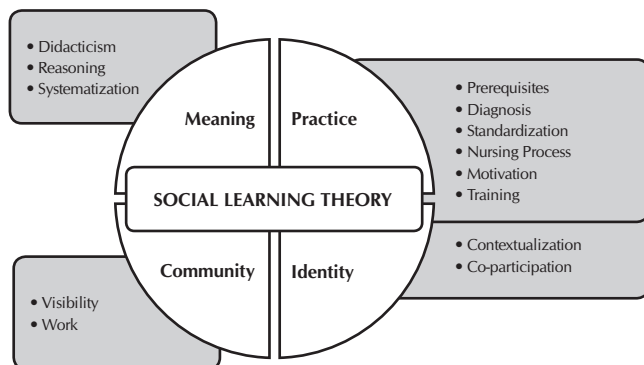 • Didacticism
• Reasoning
• Systematization
Meaning
Practice
• Prerequisites
• Diagnosis
• Standardization
• Nursing Process
• Motivation
• Training
SOCIAL LEARNING THEORY
Community
Identity
• Contextualization
• Co-participation
• Visibility
• Work